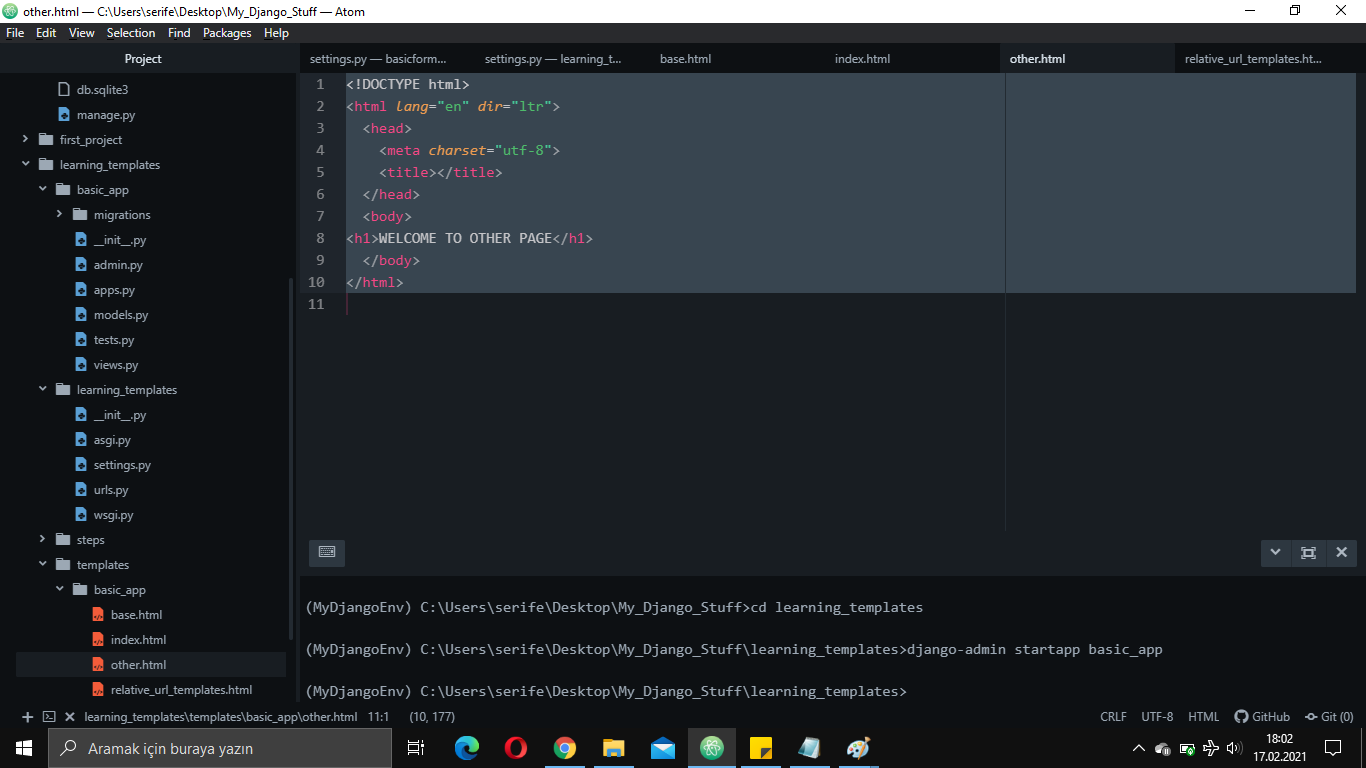 other.html — C:\Users\serife\Desktop\My_Django_Stuff — Atom
File Edit View Selection Find Packages Help
Project
settings.py — basicform... settings.py — learning_t... base.html index.html other.html relative_url_templates.ht...
db.sqlite3
manage.py
first_project
learning_templates
basic_app
migrations
__init__.py
admin.py
apps.py
models.py
tests.py
views.py
learning_templates
__init__.py
asgi.py
settings.py
urls.py
wsgi.py
steps
templates
basic_app
base.html
index.html
other.html
relative_url_templates.html
1 <!DOCTYPE html>
2 <html lang="en" dir="ltr">
3 <head>
4 <meta charset="utf-8">
5 <title></title>
6 </head>
7 <body>
8 <h1>WELCOME TO OTHER PAGE</h1>
9 </body>
10 </html>
11
(MyDjangoEnv) C:\Users\serife\Desktop\My_Django_Stuff>cd learning_templates
(MyDjangoEnv) C:\Users\serife\Desktop\My_Django_Stuff\learning_templates>django-admin startapp basic_app
(MyDjangoEnv) C:\Users\serife\Desktop\My_Django_Stuff\learning_templates>
learning_templates\templates\basic_app\other.html 11:1 (10, 177) CRLF UTF-8 HTML GitHub Git (0)
Aramak için buraya yazın
18:02
17.02.2021